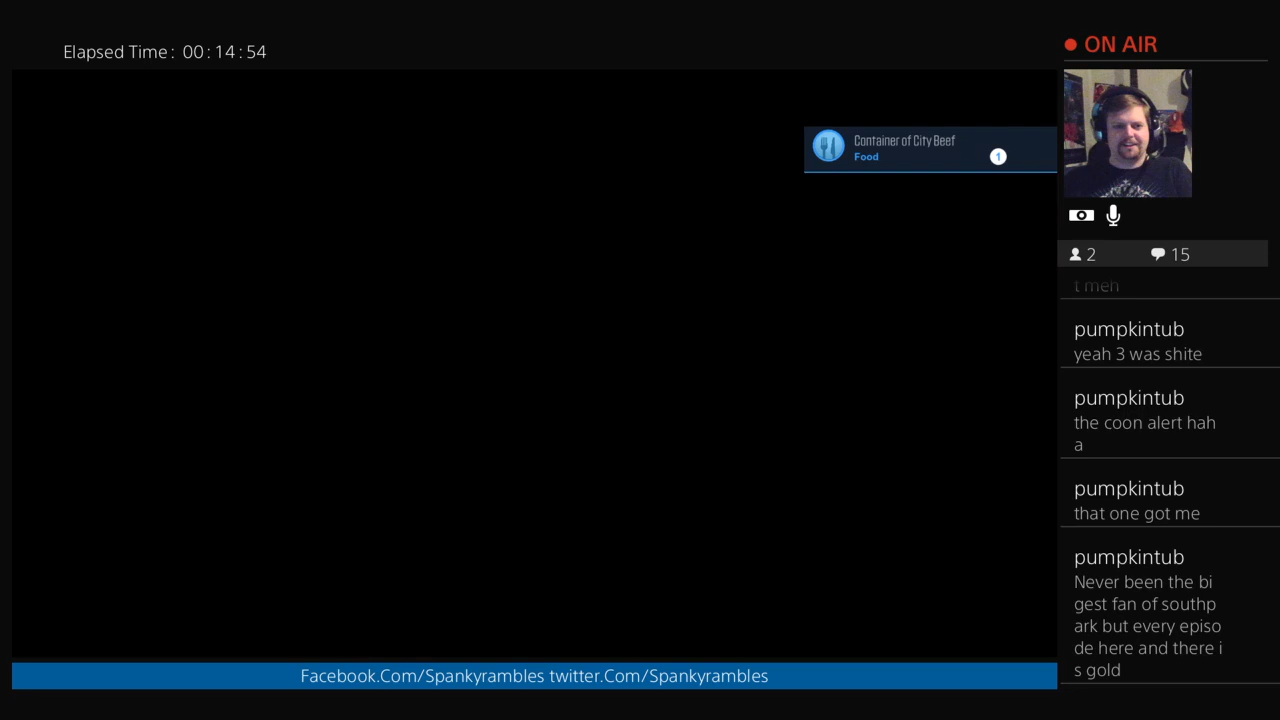 Elapsed Time: 00:14:54
ON AIR
Container of City Beef
Food
1
2 15
t meh
pumpkintub
yeah 3 was shite
pumpkintub
the coon alert hah
a
pumpkintub
that one got me
pumpkintub
Never been the bi
gest fan of southp
ark but every episo
de here and there i
s gold
Facebook.Com/Spankyrambles twitter.Com/Spankyrambles